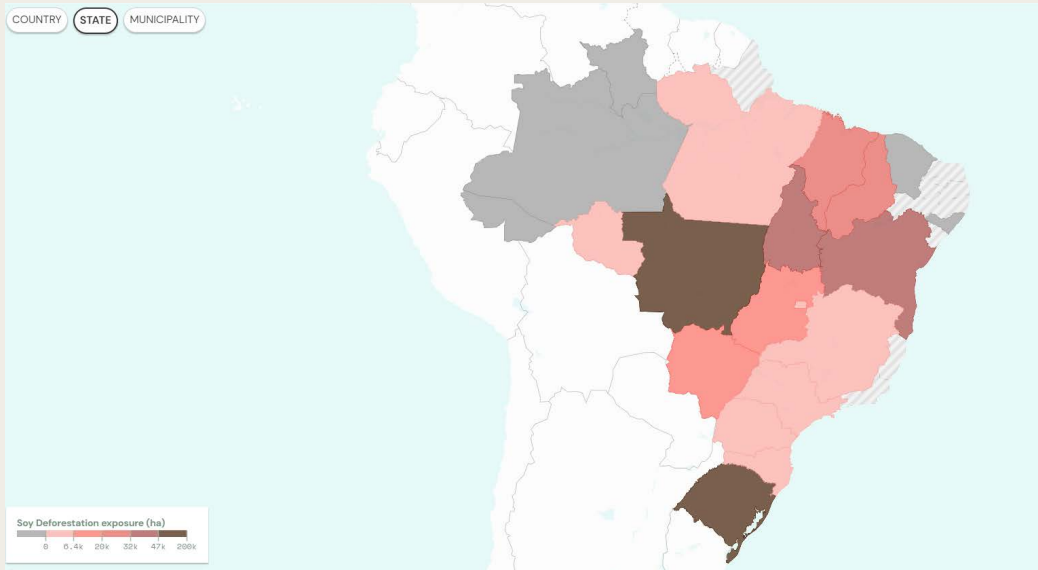 COUNTRY STATE MUNICIPALITY
Soy Deforestation exposure (ha)
0 6.4k 20k 32k 47k 200k